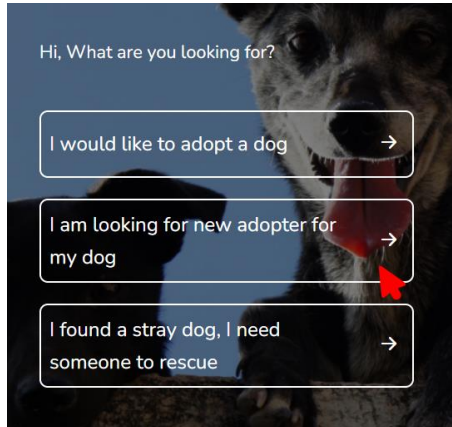 Hi, What are you looking for?
I would like to adopt a dog
I am looking for new adopter for
my dog
I found a stray dog, I need
someone to rescue